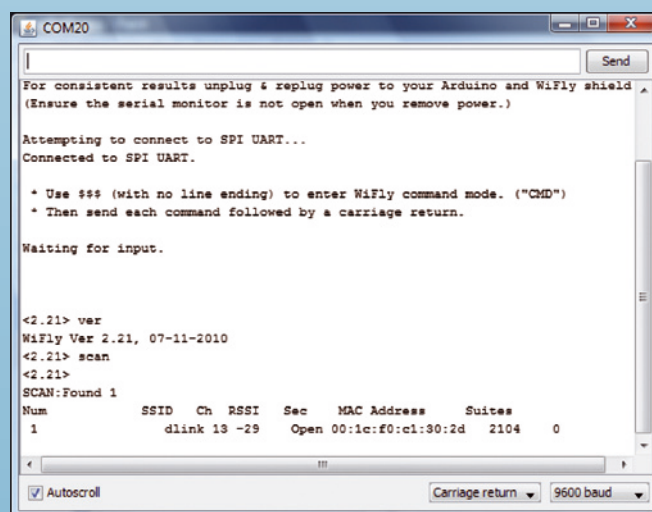 COM20
Send
For consistent results unplug & replug power to your Arduino and WiFly shield
(Ensure the serial monitor is not open when you remove power.)
Attempting to connect to SPI UART...
Connected to SPI UART.
* Use $$$ (with no line ending) to enter WiFly command mode. ("CMD")
* Then send each command followed by a carriage return.
Waiting for input.
<2.21> ver
WiFly Ver 2.21, 07-11-2010
<2.21> scan
<2.21>
SCAN:Found 1
Num SSID Ch RSSI Sec MAC Address Suites
1 dlink 13 -29 Open 00:1c:f0:c1:30:2d 2104 0
Autoscroll Carriage return 9600 baud